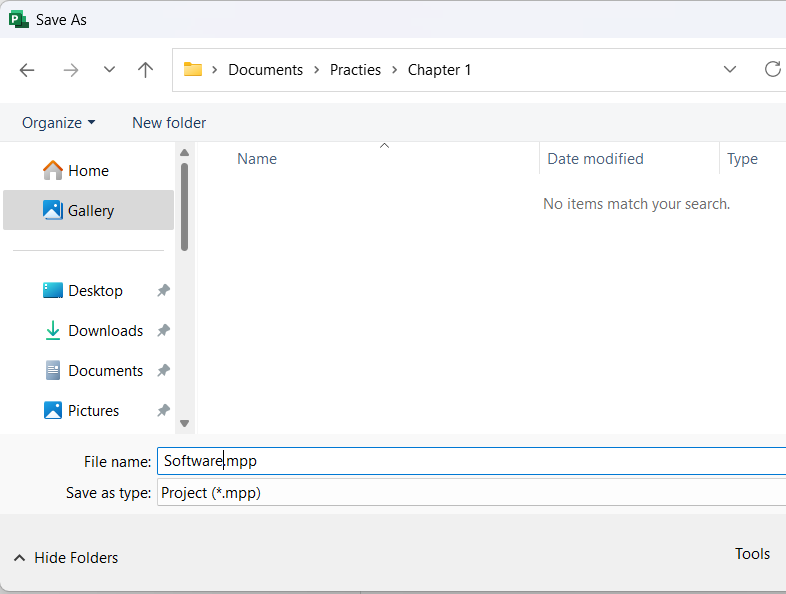 Save As
Documents > Practies > Chapter 1
Organize New folder
Name Date modified Type
Home
No items match your search.
Gallery
Desktop
Downloads
Documents
Pictures
File name: Software.mpp
Save as type: Project (*.mpp)
Hide Folders Tools